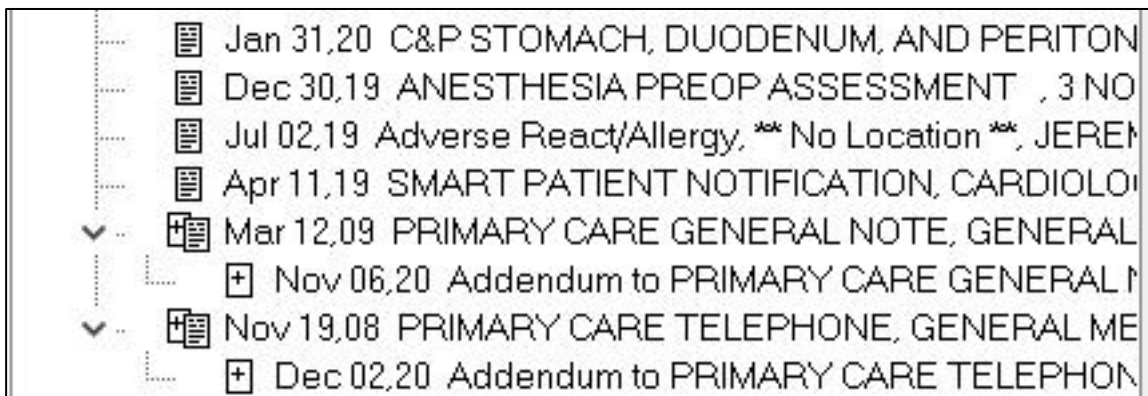 Jan 31,20 C&P STOMACH, DUODENUM, AND PERITON
Dec 30,19 ANESTHESIA PREOP ASSESSMENT , 3 NO
Jul 02,19 Adverse React/Allergy, ** No Location **, JEREM
Apr 11,19 SMART PATIENT NOTIFICATION, CARDIOLO
Mar 12,09 PRIMARY CARE GENERAL NOTE, GENERAL
Nov 06,20 Addendum to PRIMARY CARE GENERAL N
Nov 19,08 PRIMARY CARE TELEPHONE, GENERAL ME
Dec 02,20 Addendum to PRIMARY CARE TELEPHON